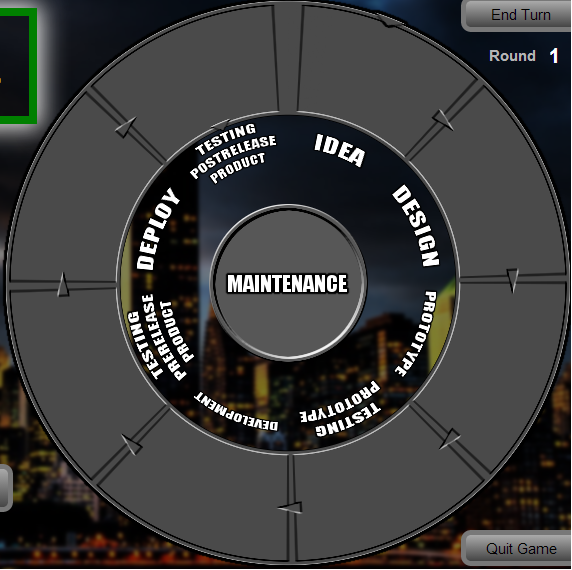 End Turn
Round 1
IDEA
DESIGN
PROTOTYPE
TESTING
PROTOTYPE
DEVELOPMENT
TESTING
PRERELEASE
PRODUCT
DEPLOY
TESTING
POSTRELEASE
PRODUCT
MAINTENANCE
Quit Game